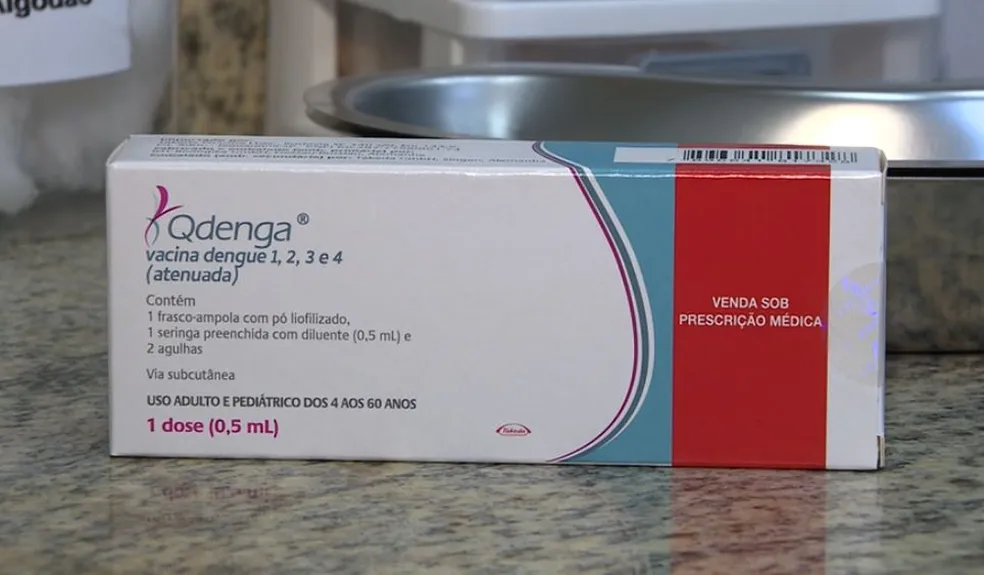 Algodão
Qdenga®
vacina dengue 1, 2, 3 e 4
(atenuada)
Contém
1 frasco-ampola com pó liofilizado,
1 seringa preenchida com diluente (0,5 mL) e
2 agulhas
Via subcutânea
USO ADULTO E PEDIÁTRICO DOS 4 AOS 60 ANOS
1 dose (0,5 mL)
Takeda
VENDA SOB
PRESCRIÇÃO MÉDICA